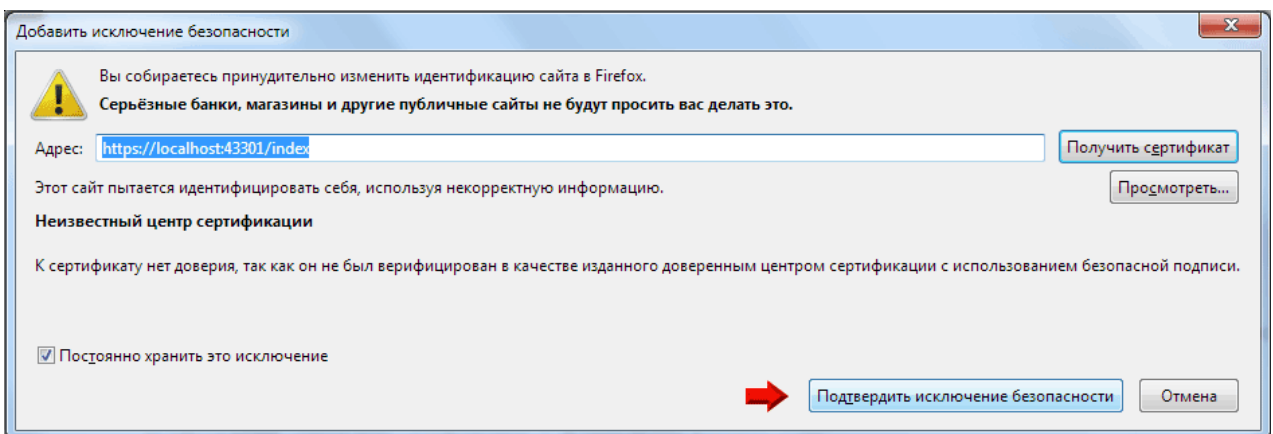 Добавить исключение безопасности
Вы собираетесь принудительно изменить идентификацию сайта в Firefox.
Серьёзные банки, магазины и другие публичные сайты не будут просить вас делать это.
Адрес: https://localhost:43301/index Получить сертификат
Этот сайт пытается идентифицировать себя, используя некорректную информацию. Просмотреть...
Неизвестный центр сертификации
К сертификату нет доверия, так как он не был верифицирован в качестве изданного доверенным центром сертификации с использованием безопасной подписи.
Постоянно хранить это исключение
Подтвердить исключение безопасности Отмена